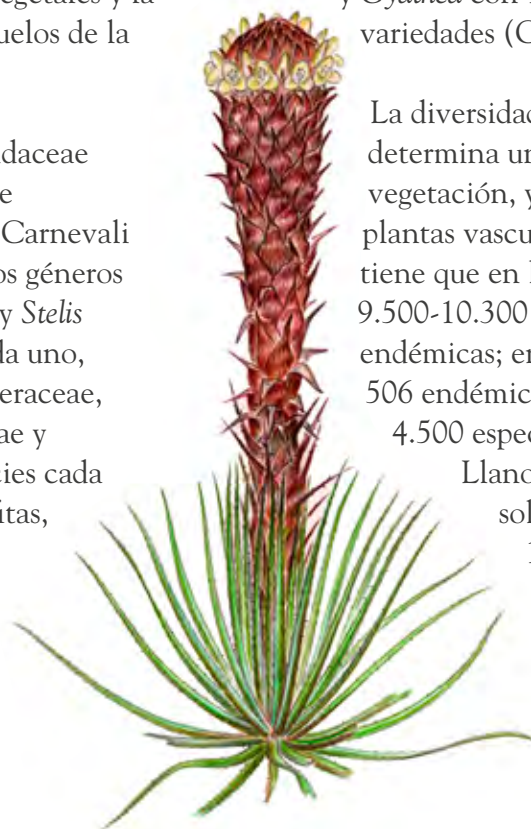 egetales y la
uelos de la
daceae
e
Carnevali
os géneros
y Stelis
da uno,
eraceae,
ae y
cies cada
itas,
y Cyathea con
variedades (C
La diversidad
determina un
vegetación, y
plantas vascu
tiene que en l
9.500-10.300
endémicas; en
506 endémic
4.500 espec
Llano
sol